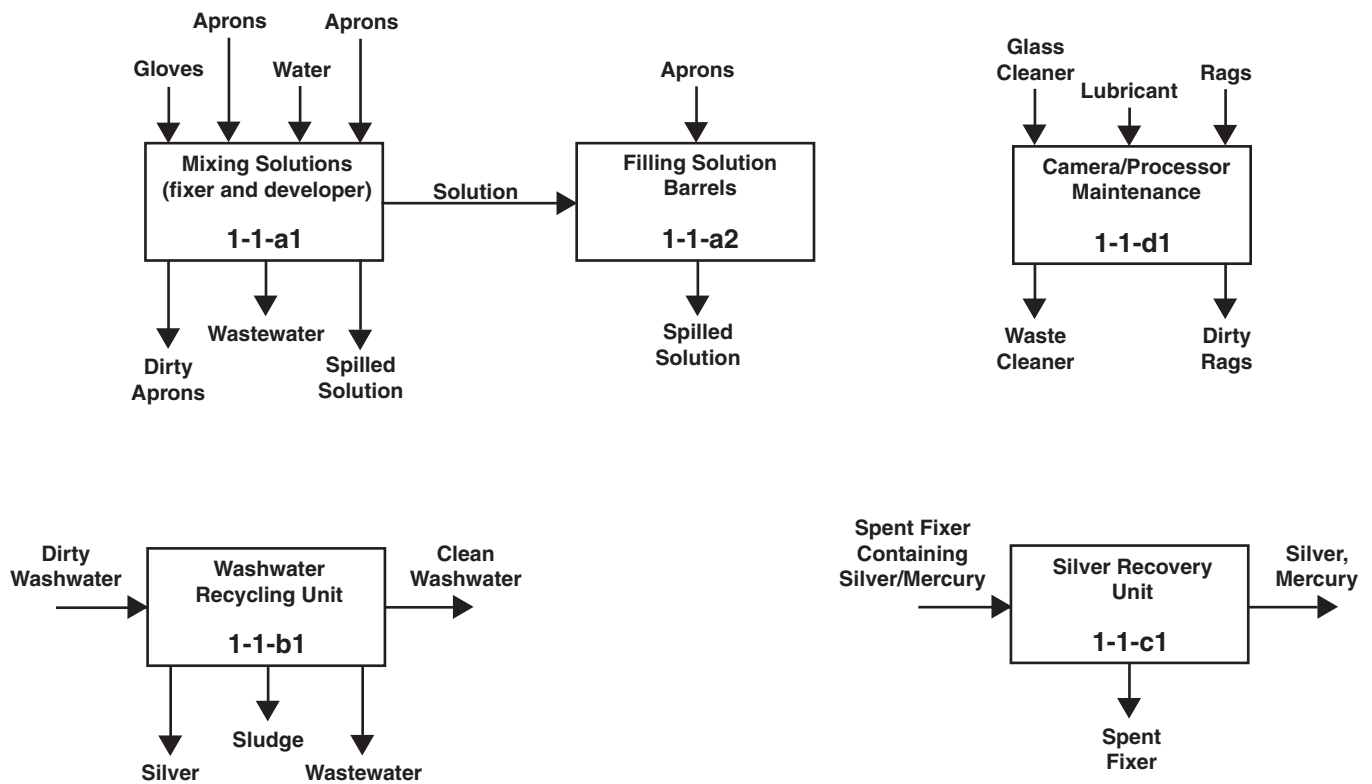 Aprons
Aprons
Gloves
Water
Mixing Solutions
(fixer and developer)
1-1-a1
Dirty
Aprons
Wastewater
Spilled
Solution
Solution
Aprons
Filling Solution
Barrels
1-1-a2
Spilled
Solution
Glass
Cleaner
Lubricant
Rags
Camera/Processor
Maintenance
1-1-d1
Waste
Cleaner
Dirty
Rags
Dirty
Washwater
Washwater
Recycling Unit
1-1-b1
Clean
Washwater
Silver
Sludge
Wastewater
Spent Fixer
Containing
Silver/Mercury
Silver Recovery
Unit
1-1-c1
Silver,
Mercury
Spent
Fixer